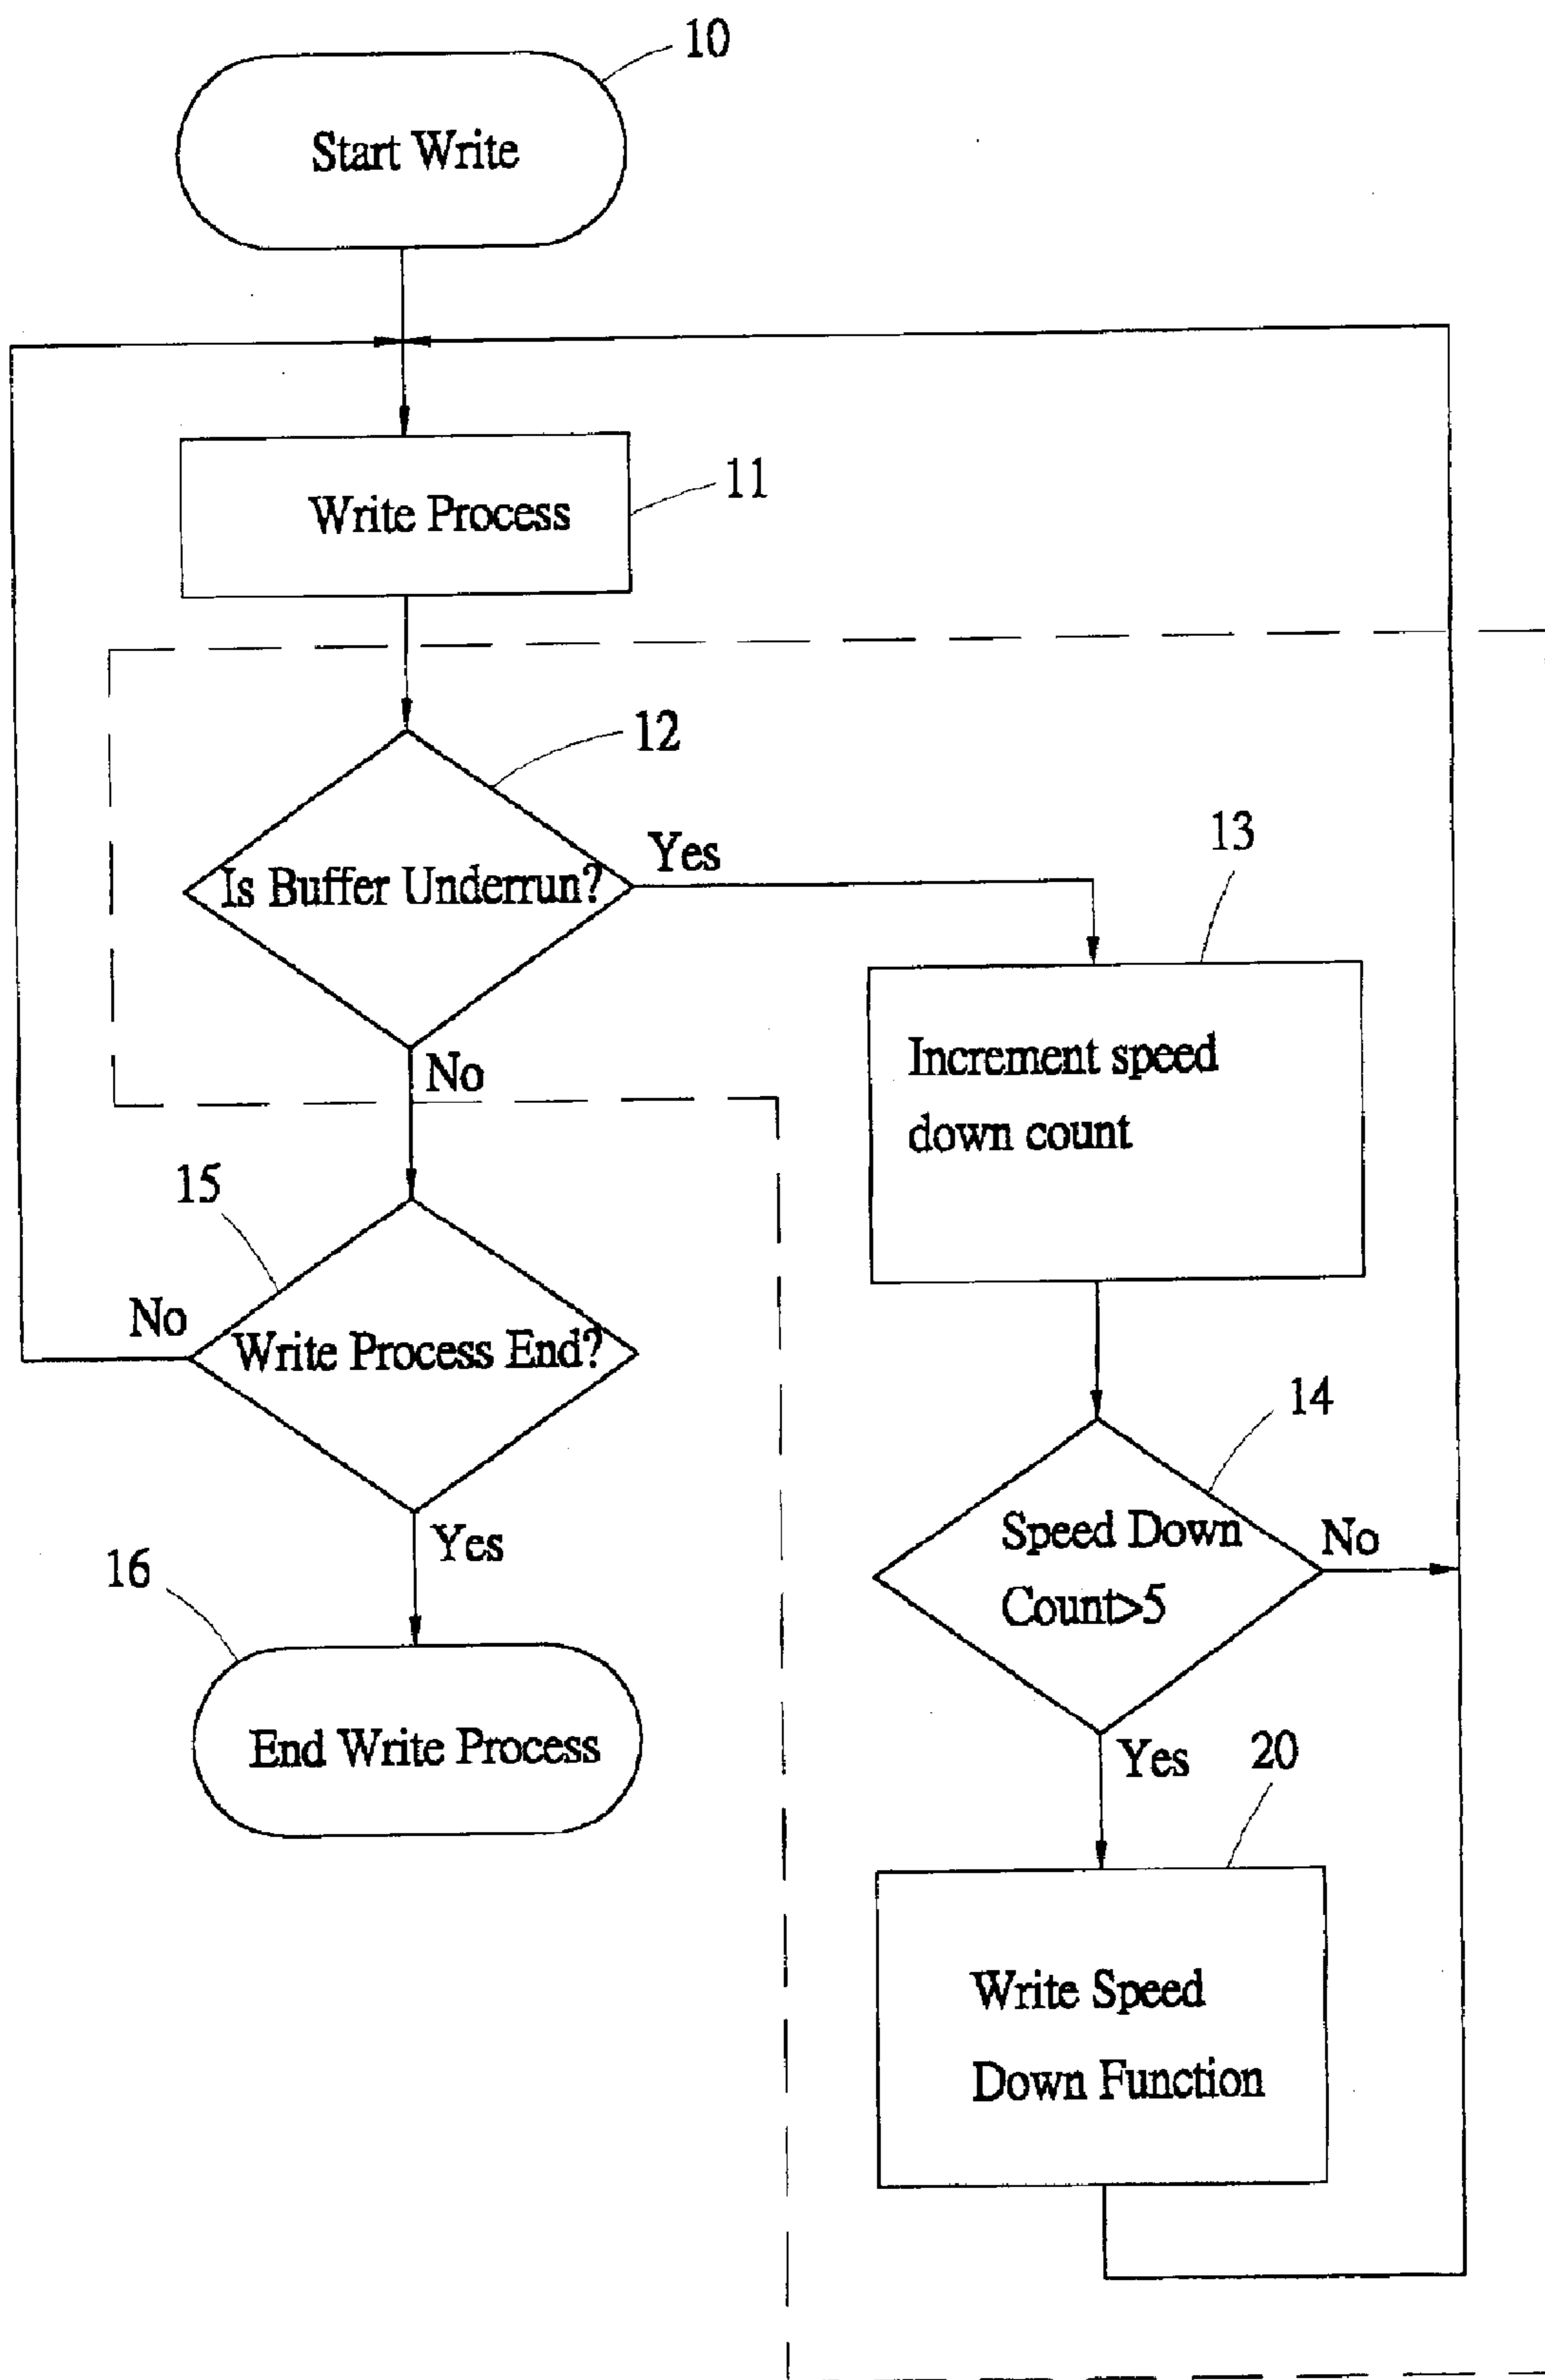 10
Start Write
11
Write Process
12
Is Buffer Underrun?
Yes
No
13
Increment speed
down count
15
No
Write Process End?
Yes
14
Speed Down
Count>5
No
Yes
16
End Write Process
20
Write Speed
Down Function